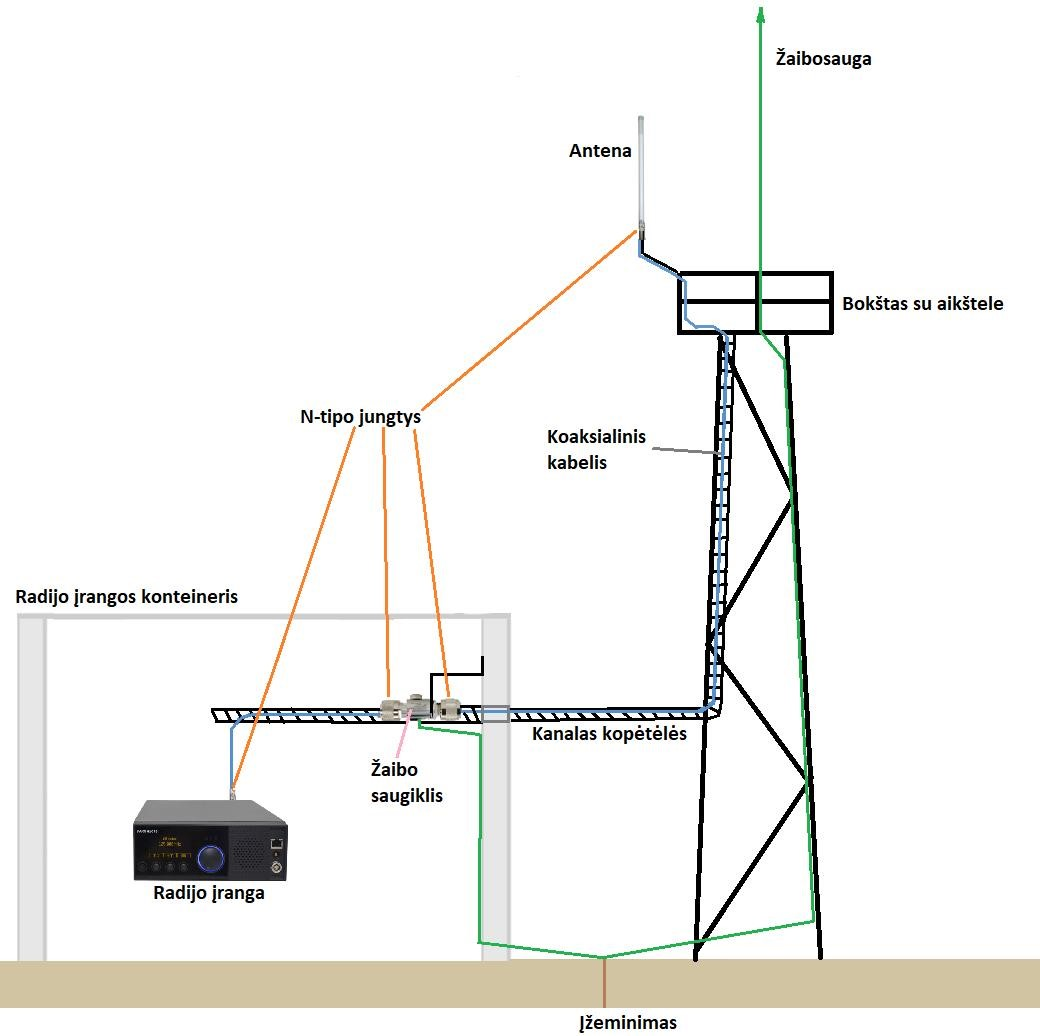 Žaibosauga
Antena
Bokštas su aikštele
N-tipo jungtys
Koaksialinis
kabelis
Radijo įrangos konteineris
Kanalas kopėtėlės
Žaibo
saugiklis
Radijo įranga
Įžeminimas